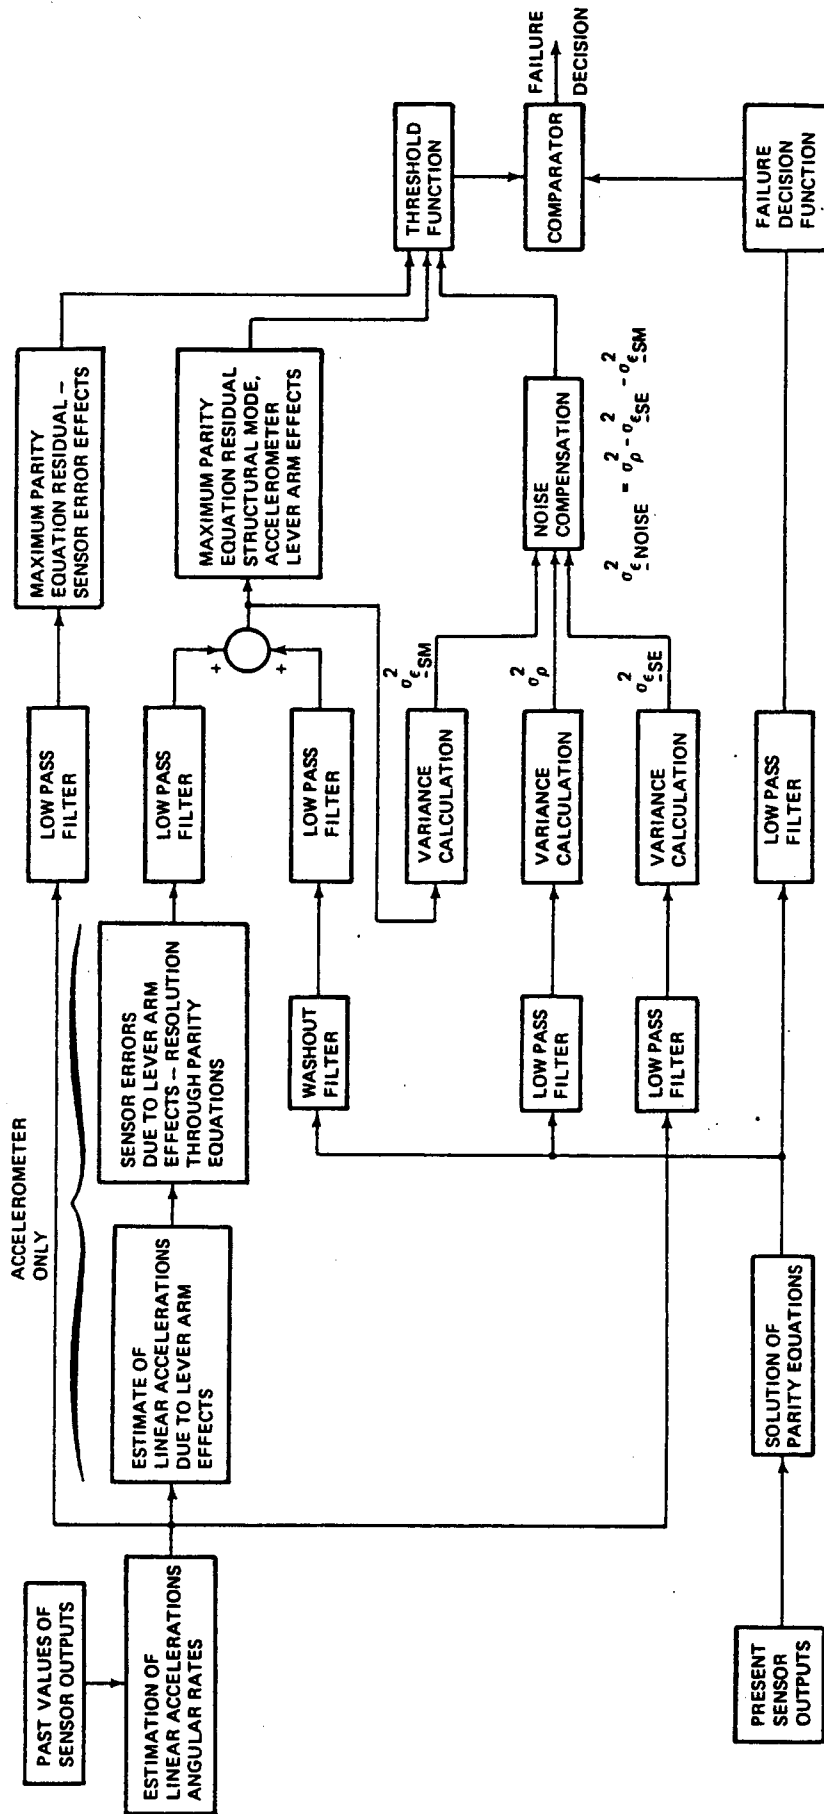 PAST VALUES OF
SENSOR OUTPUTS
ESTIMATION OF
LINEAR ACCELERATIONS
ANGULAR RATES
ACCELEROMETER
ONLY
ESTIMATE OF
LINEAR ACCELERATIONS
DUE TO LEVER ARM
EFFECTS
SENSOR ERRORS
DUE TO LEVER ARM
EFFECTS – RESOLUTION
THROUGH PARITY
EQUATIONS
LOW PASS
FILTER
MAXIMUM PARITY
EQUATION RESIDUAL –
SENSOR ERROR EFFECTS
LOW PASS
FILTER
+
+
MAXIMUM PARITY
EQUATION RESIDUAL
STRUCTURAL MODE,
ACCELEROMETER
LEVER ARM EFFECTS
WASHOUT
FILTER
LOW PASS
FILTER
VARIANCE
CALCULATION
σ²ε_SM
LOW PASS
FILTER
VARIANCE
CALCULATION
σ²ρ
LOW PASS
FILTER
VARIANCE
CALCULATION
σ²ε_SE
NOISE
COMPENSATION
σ²ε_NOISE = σ²ρ - σ²ε_SE - σ²ε_SM
THRESHOLD
FUNCTION
COMPARATOR
FAILURE
DECISION
PRESENT
SENSOR
OUTPUTS
SOLUTION OF
PARITY EQUATIONS
LOW PASS
FILTER
FAILURE
DECISION
FUNCTION